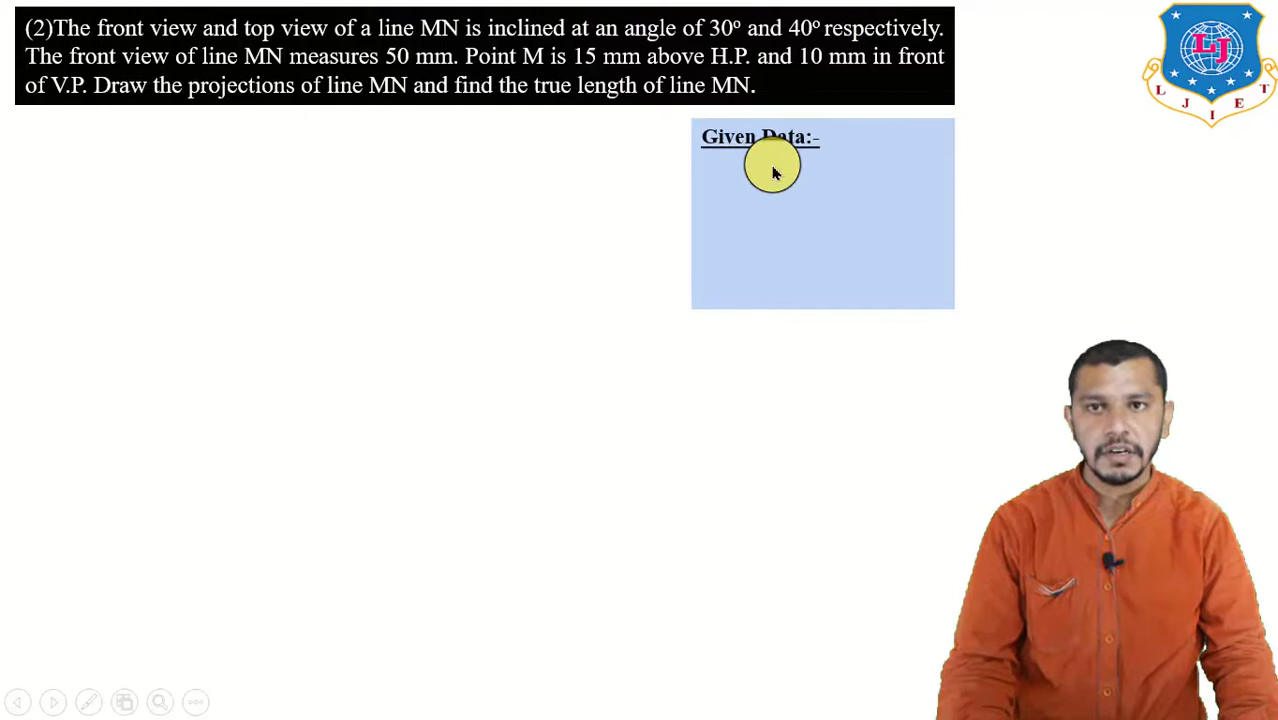 (2)The front view and top view of a line MN is inclined at an angle of 30º and 40º respectively.
The front view of line MN measures 50 mm. Point M is 15 mm above H.P. and 10 mm in front
of V.P. Draw the projections of line MN and find the true length of line MN.
Given Data:-
LJ
L J I E T